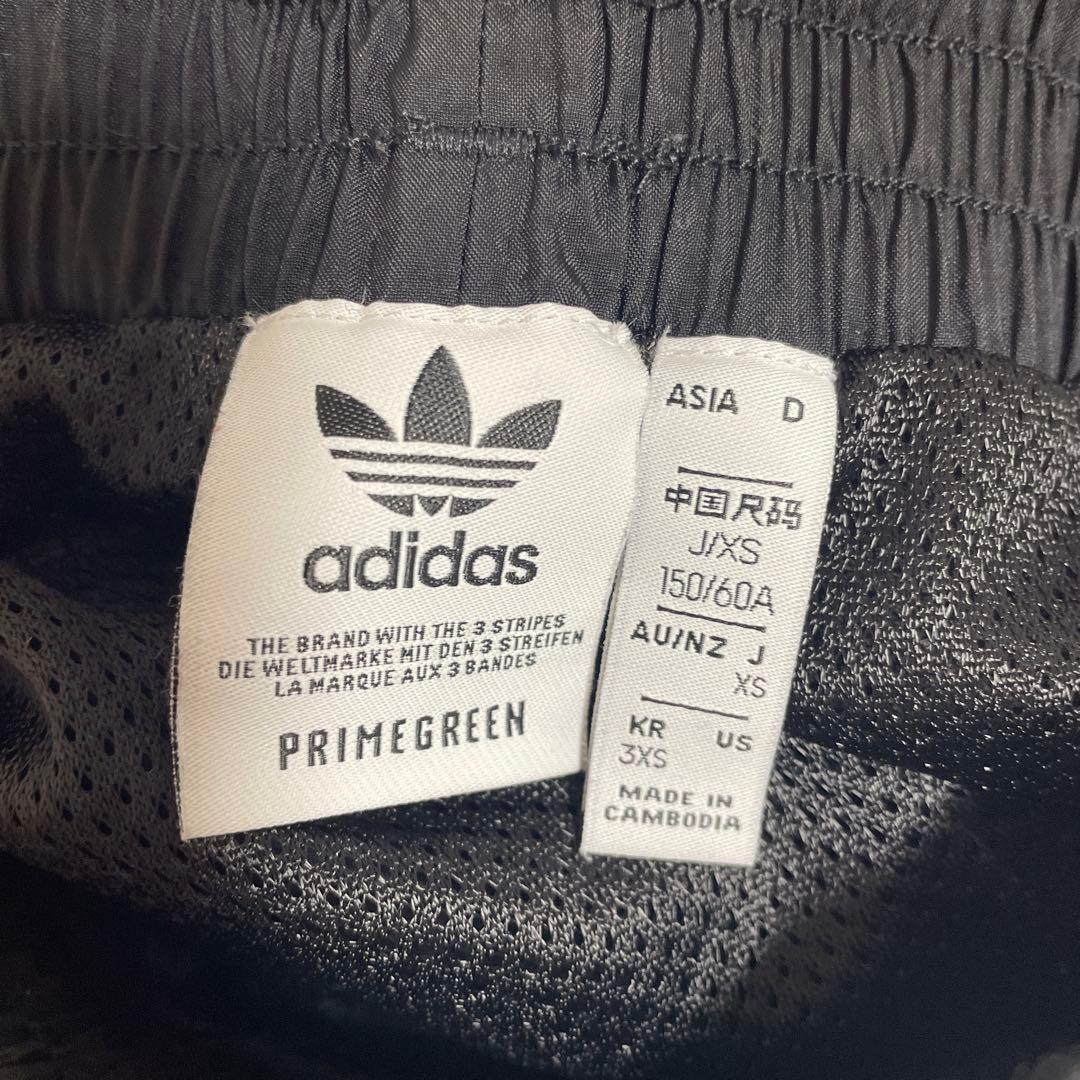 adidas
THE BRAND WITH THE 3 STRIPES
DIE WELTMARKE MIT DEN 3 STREIFEN
LA MARQUE AUX 3 BANDES
PRIMEGREEN
ASIA D
中国尺码
J/XS
150/60A
AU/NZ J
XS
KR US
3XS
MADE IN
CAMBODIA